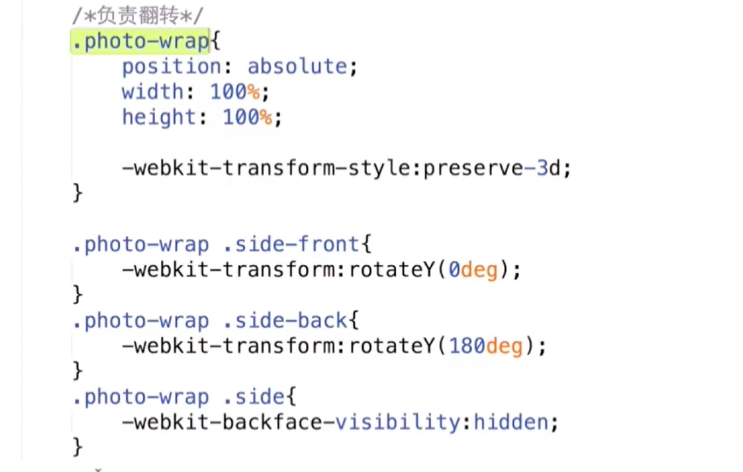 /*负责翻转*/
.photo-wrap{
position: absolute;
width: 100%;
height: 100%;
-webkit-transform-style:preserve-3d;
}
.photo-wrap .side-front{
-webkit-transform:rotateY(0deg);
}
.photo-wrap .side-back{
-webkit-transform:rotateY(180deg);
}
.photo-wrap .side{
-webkit-backface-visibility:hidden;
}